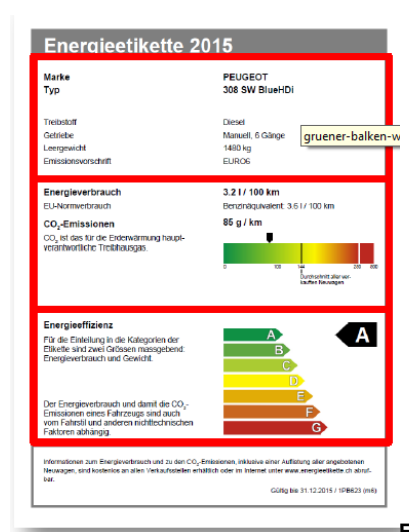 Energieetikette 2015
Marke PEUGEOT
Typ 308 SW BlueHDi
Treibstoff Diesel
Getriebe Manuell, 6 Gänge
gruener-balken-w
Leergewicht 1480 kg
Emissionsvorschrift EURO6
Energieverbrauch 3.2 l / 100 km
EU-Normverbrauch Benzinäquivalent: 3.6 l / 100 km
CO2-Emissionen 85 g / km
CO2 ist das für die Erderwärmung haupt-
verantwortliche Treibhausgas.
0 100 144
Durchschnitt aller ver-
kauften Neuwagen
Energieeffizienz
Für die Einteilung in die Kategorien der
Etikette sind zwei Grössen massgebend:
Energieverbrauch und Gewicht.
A A
B
C
D
E
F
G
Der Energieverbrauch und damit die CO2-
Emissionen eines Fahrzeugs sind auch
vom Fahrstil und anderen nichttechnischen
Faktoren abhängig.
Informationen zum Energieverbrauch und zu den CO2-Emissionen, inklusive einer Auflistung aller angebotenen
Neuwagen, sind kostenlos an allen Verkaufsstellen erhältlich oder im Internet unter www.energieetikette.ch abruf-
bar.
Gültig bis 31.12.2015 / 1PB623 (m6)